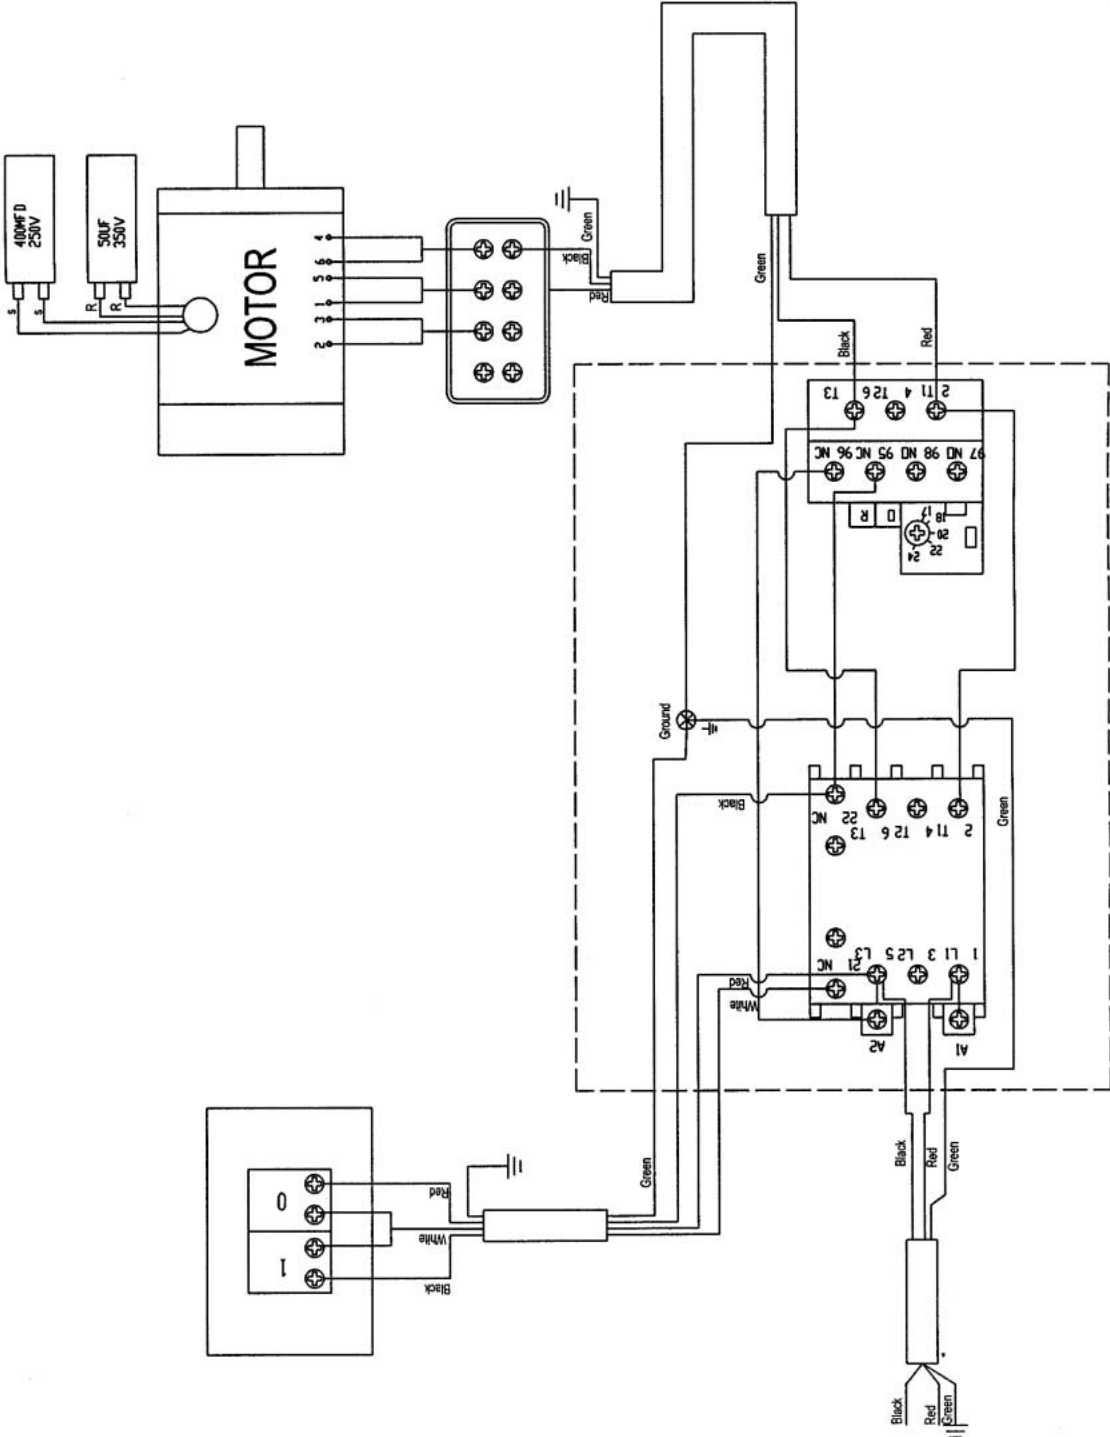 400MFD
250V
50UF
350V
S
S
R
R
MOTOR
4
6
5
1
3
2
Green
Black
Red
Green
Black
Red
T3
6
T2
4
T1
2
NC
96
NC
95
NO
98
NO
97
R
O
17
18
20
22
24
Ground
Green
Black
NC
22
T3
6
T2
4
T1
2
NC
21
L3
5
L2
3
L1
1
Red
White
A2
A1
0
1
Red
White
Black
Green
Black
Red
Green
Black
Red
Green